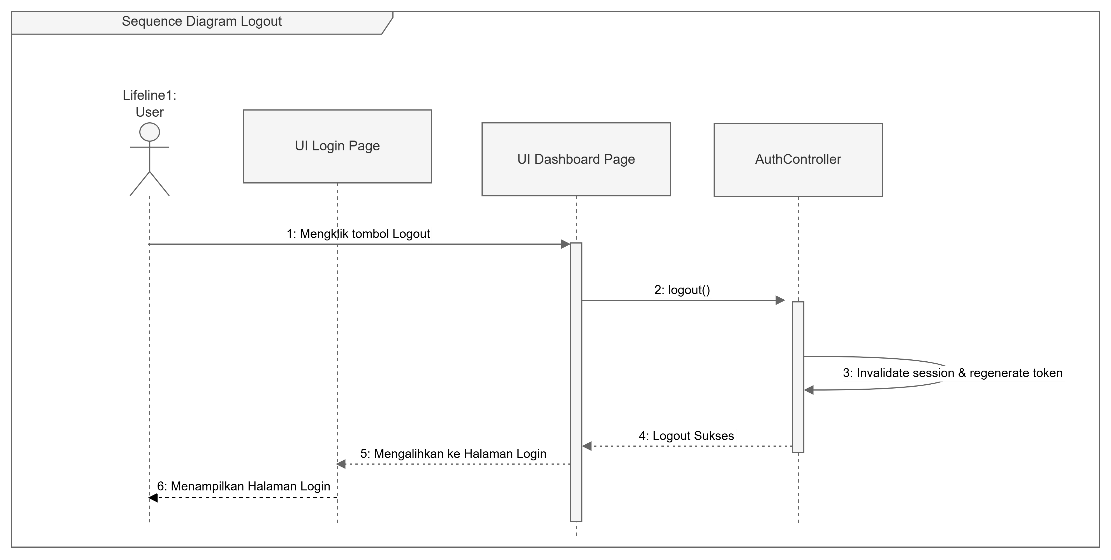 Sequence Diagram Logout
Lifeline1:
User
UI Login Page
UI Dashboard Page
AuthController
1: Mengklik tombol Logout
2: logout()
3: Invalidate session & regenerate token
4: Logout Sukses
5: Mengalihkan ke Halaman Login
6: Menampilkan Halaman Login